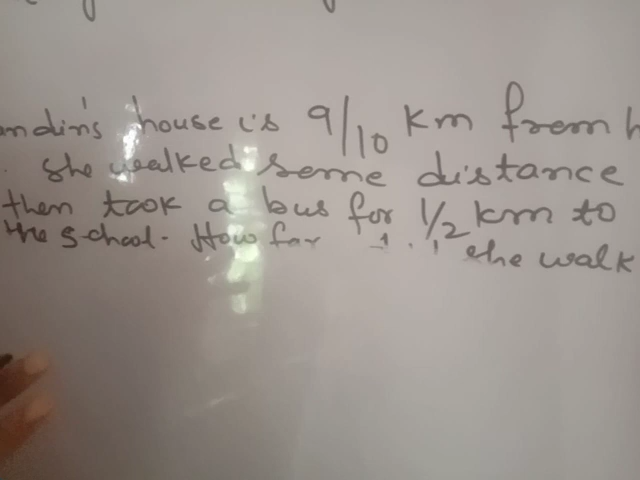 ndin's house is 9/10 km from h
. She walked some distance
then took a bus for 1/2 km to
the school. How far she walk